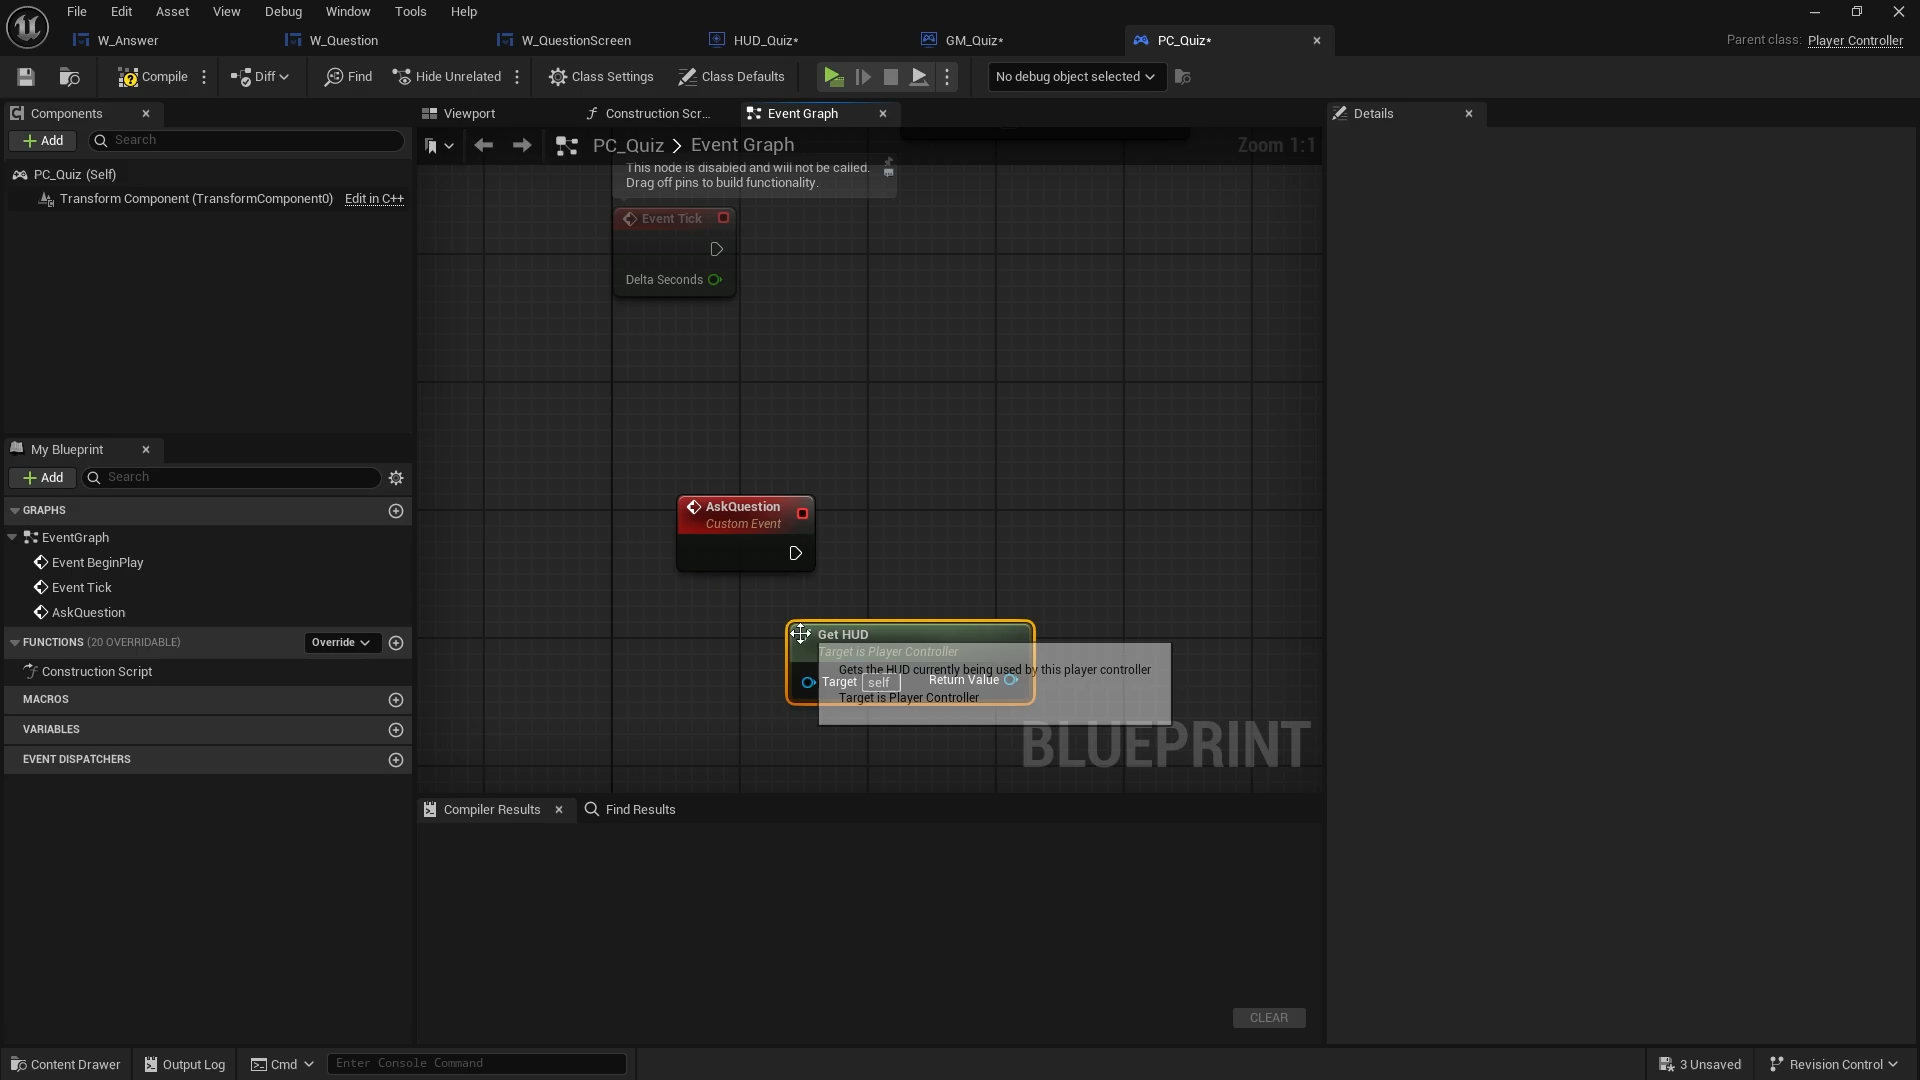 File Edit Asset View Debug Window Tools Help
W_Answer W_Question W_QuestionScreen HUD_Quiz* GM_Quiz* PC_Quiz* Parent class: Player Controller
Compile Diff Find Hide Unrelated Class Settings Class Defaults No debug object selected
Components Viewport Construction Scr... Event Graph Details
Add Search PC_Quiz > Event Graph Zoom 1:1
PC_Quiz (Self)
Transform Component (TransformComponent0) Edit in C++
This node is disabled and will not be called.
Drag off pins to build functionality.
Event Tick
Delta Seconds
My Blueprint
Add Search
GRAPHS
EventGraph
Event BeginPlay
Event Tick
AskQuestion
FUNCTIONS (20 OVERRIDABLE) Override
Construction Script
MACROS
VARIABLES
EVENT DISPATCHERS
AskQuestion
Custom Event
Get HUD
Target is Player Controller
Gets the HUD currently being used by this player controller
Target self Return Value
Target is Player Controller
BLUEPRINT
Compiler Results Find Results
CLEAR
Content Drawer Output Log Cmd Enter Console Command 3 Unsaved Revision Control